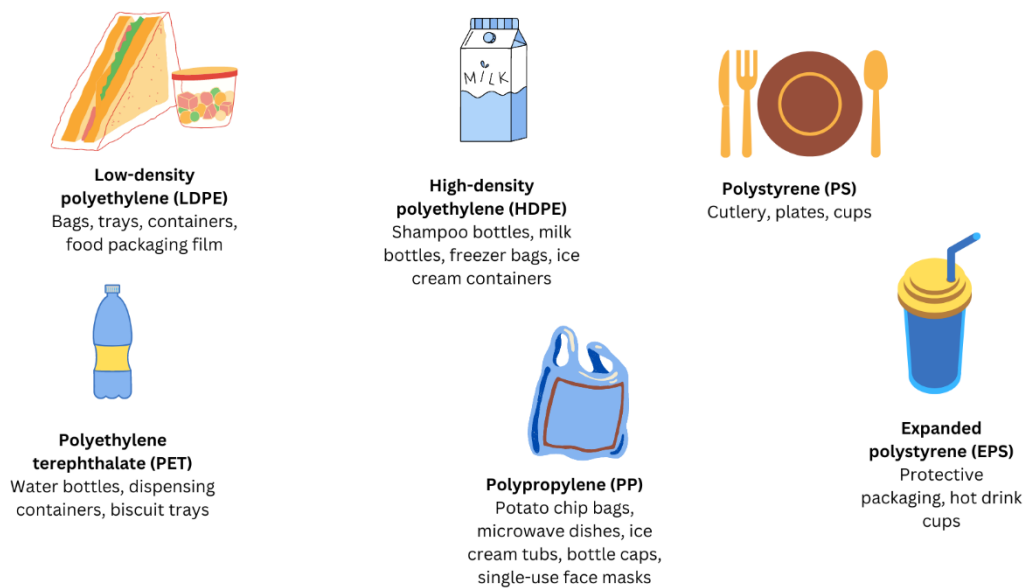 MILK
Low-density
polyethylene (LDPE)
Bags, trays, containers,
food packaging film
High-density
polyethylene (HDPE)
Shampoo bottles, milk
bottles, freezer bags, ice
cream containers
Polystyrene (PS)
Cutlery, plates, cups
Polyethylene
terephthalate (PET)
Water bottles, dispensing
containers, biscuit trays
Polypropylene (PP)
Potato chip bags,
microwave dishes, ice
cream tubs, bottle caps,
single-use face masks
Expanded
polystyrene (EPS)
Protective
packaging, hot drink
cups